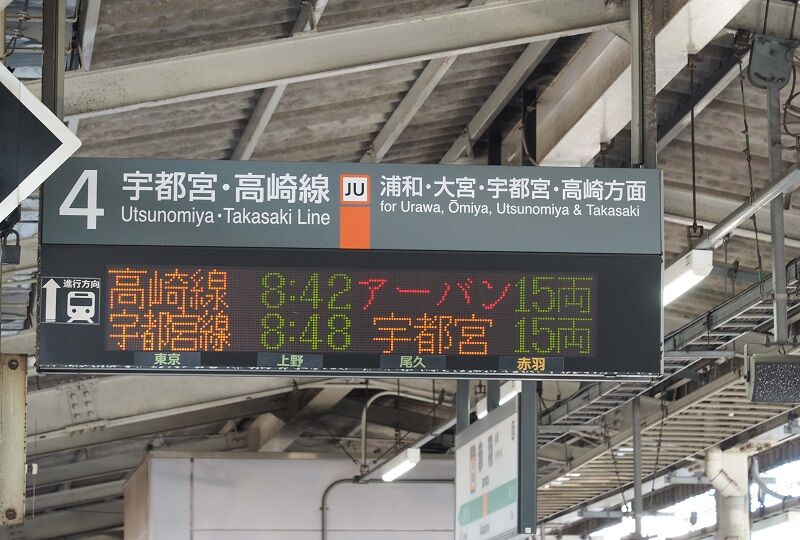 4 宇都宮・高崎線 JU 浦和・大宮・宇都宮・高崎方面
Utsunomiya・Takasaki Line for Urawa, Ōmiya, Utsunomiya & Takasaki
進行方向 高崎線 8:42 アーバン 15両
宇都宮線 8:48 宇都宮 15両
東京 上野 尾久 赤羽